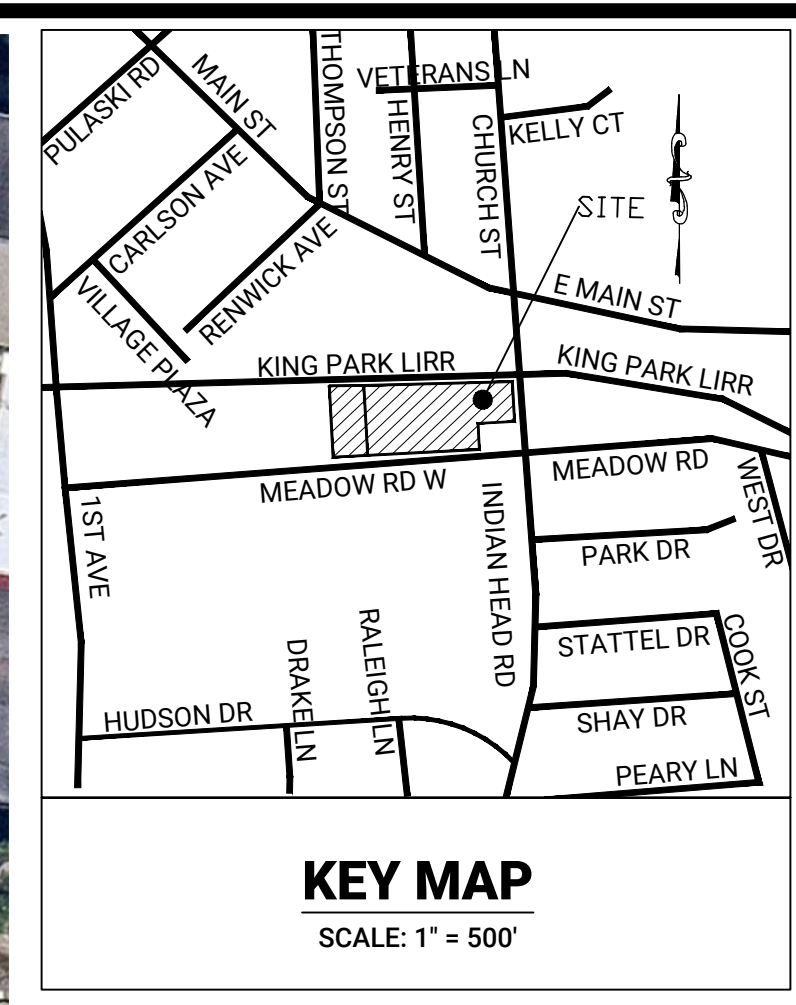 PULASKI RD
MAIN ST
THOMPSON ST
VETERANS LN
HENRY ST
CHURCH ST
KELLY CT
CARLSON AVE
SITE
RENWICK AVE
VILLAGE PLAZA
E MAIN ST
KING PARK LIRR
KING PARK LIRR
MEADOW RD W
MEADOW RD
WEST DR
1ST AVE
INDIAN HEAD RD
PARK DR
STATTEL DR
COOK ST
RALEIGH LN
DRAKE LN
HUDSON DR
SHAY DR
PEARY LN
KEY MAP
SCALE: 1" = 500'